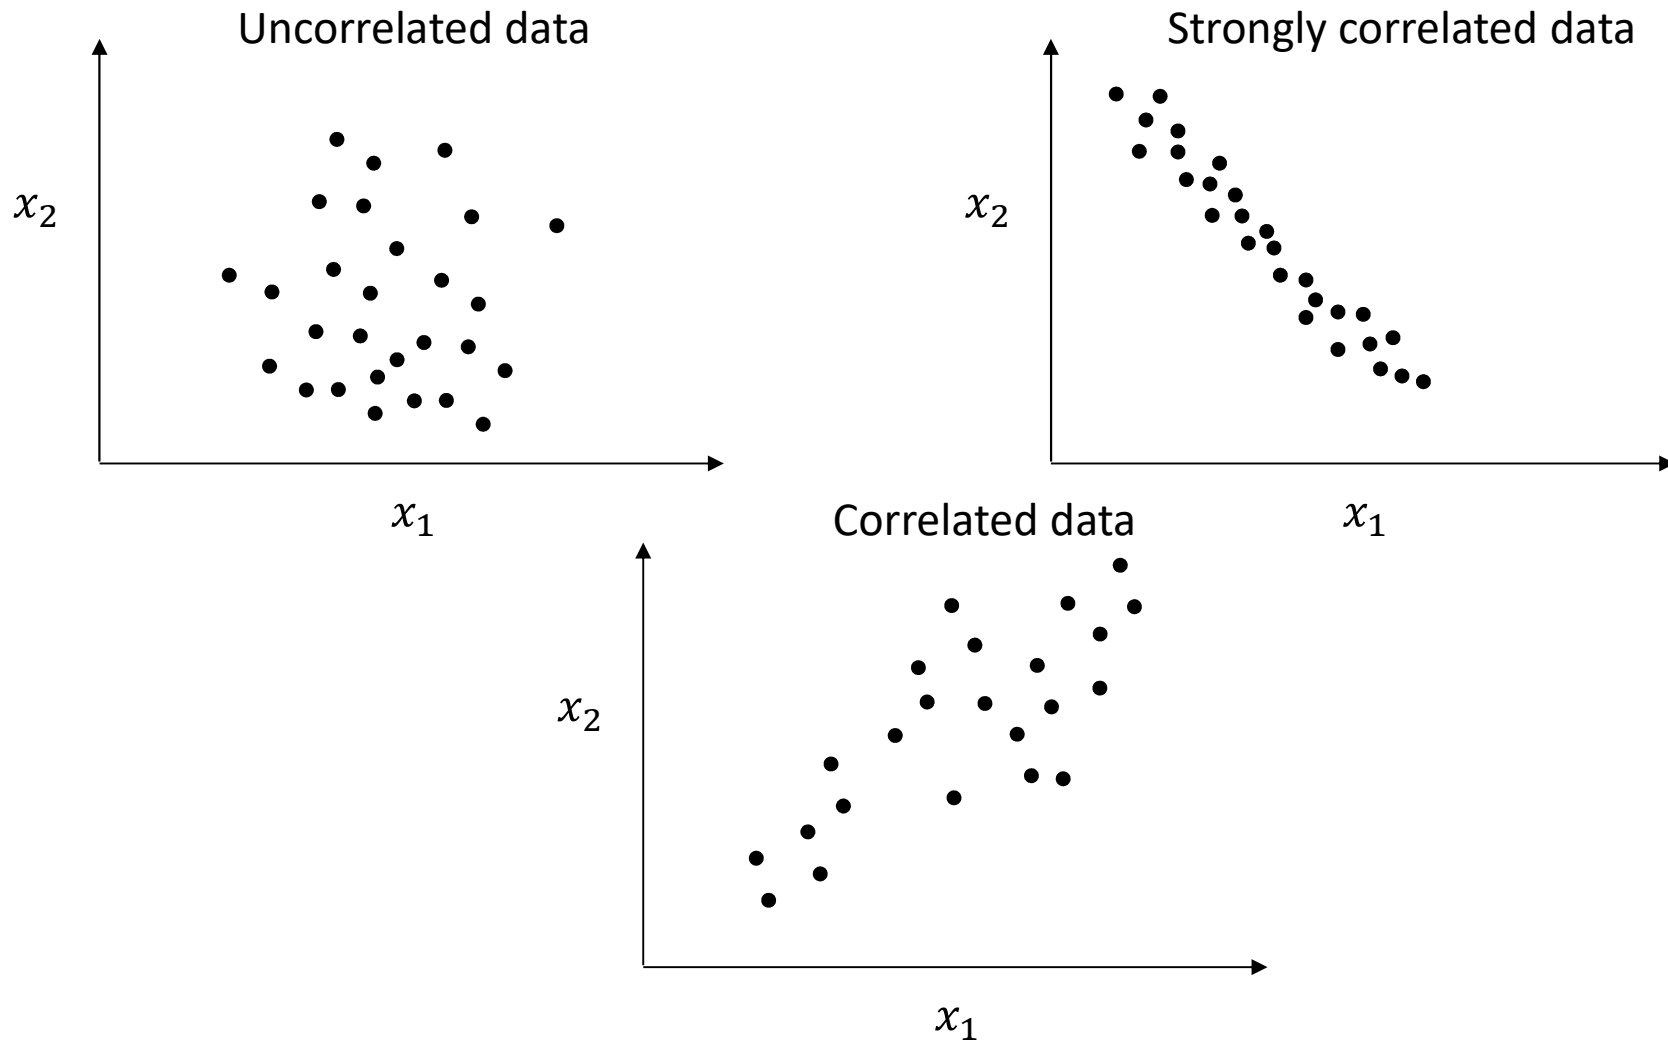 Uncorrelated data
x₂
x₁
Strongly correlated data
x₂
x₁
Correlated data
x₂
x₁